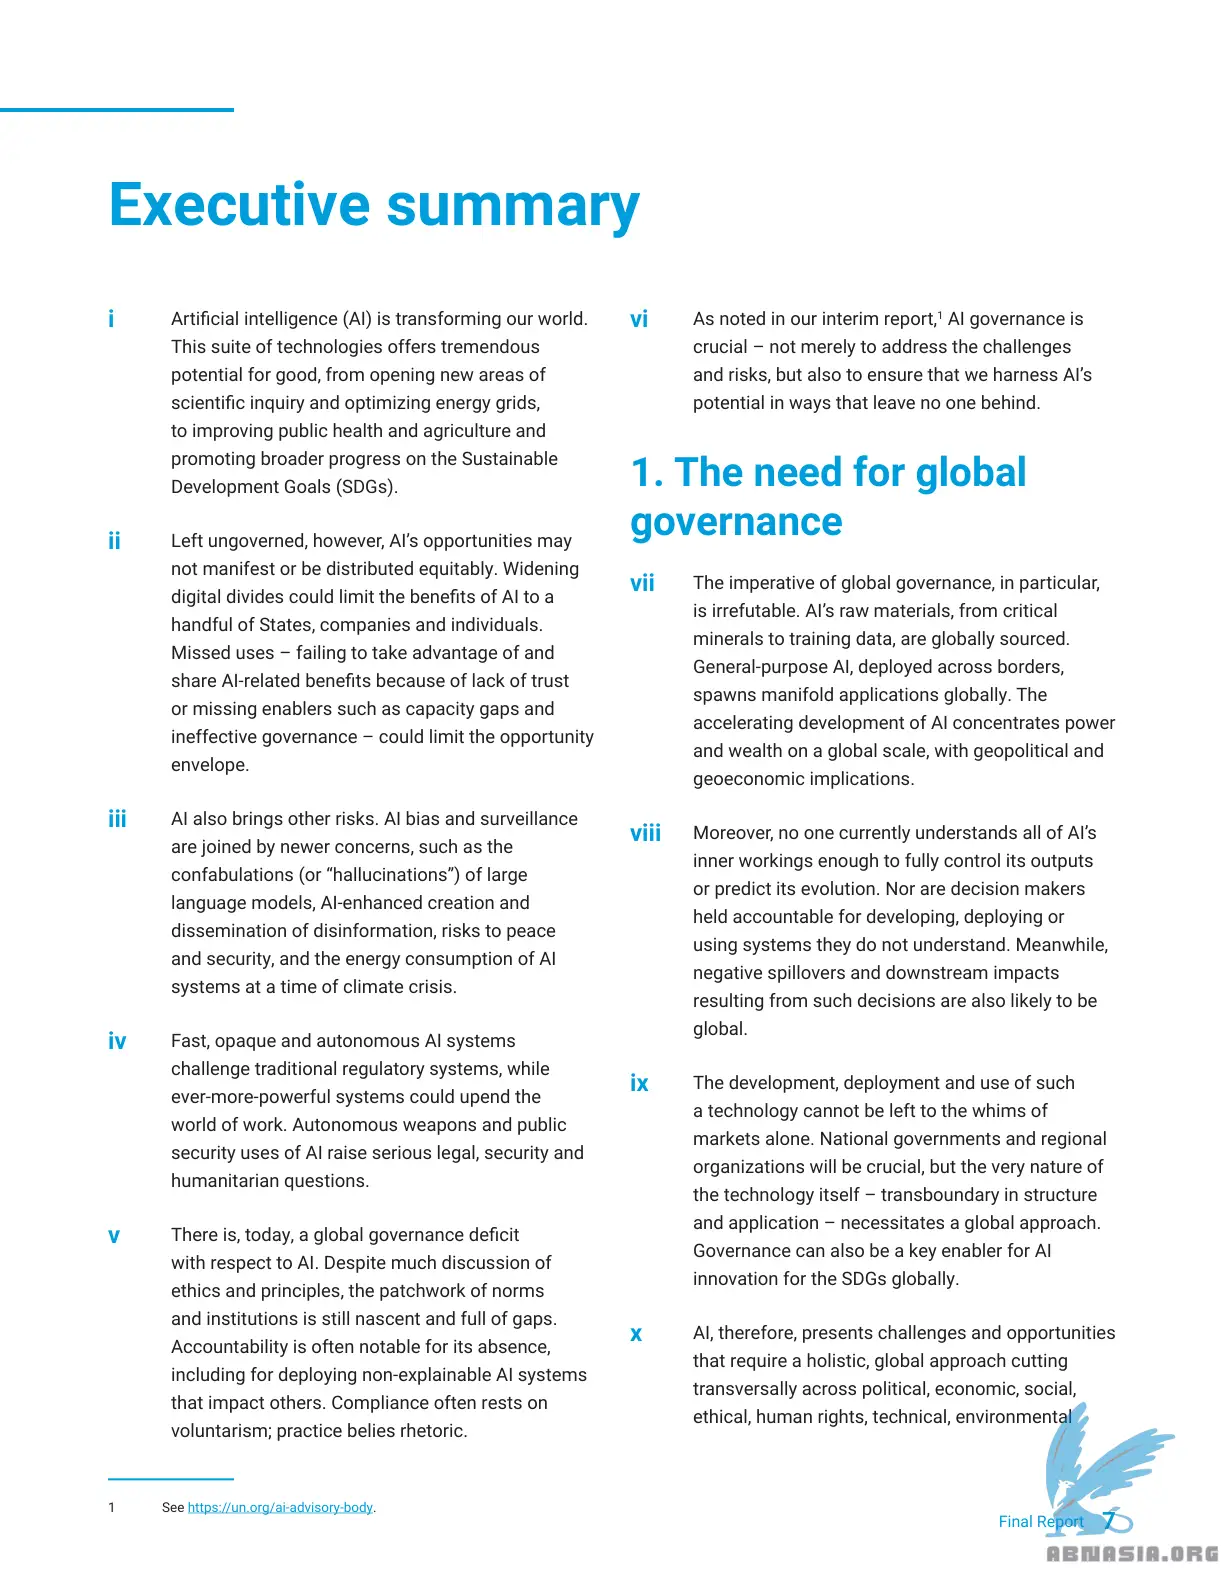 Executive summary
i Artificial intelligence (AI) is transforming our world.
This suite of technologies offers tremendous
potential for good, from opening new areas of
scientific inquiry and optimizing energy grids,
to improving public health and agriculture and
promoting broader progress on the Sustainable
Development Goals (SDGs).
ii Left ungoverned, however, AI’s opportunities may
not manifest or be distributed equitably. Widening
digital divides could limit the benefits of AI to a
handful of States, companies and individuals.
Missed uses – failing to take advantage of and
share AI-related benefits because of lack of trust
or missing enablers such as capacity gaps and
ineffective governance – could limit the opportunity
envelope.
iii AI also brings other risks. AI bias and surveillance
are joined by newer concerns, such as the
confabulations (or “hallucinations”) of large
language models, AI-enhanced creation and
dissemination of disinformation, risks to peace
and security, and the energy consumption of AI
systems at a time of climate crisis.
iv Fast, opaque and autonomous AI systems
challenge traditional regulatory systems, while
ever-more-powerful systems could upend the
world of work. Autonomous weapons and public
security uses of AI raise serious legal, security and
humanitarian questions.
v There is, today, a global governance deficit
with respect to AI. Despite much discussion of
ethics and principles, the patchwork of norms
and institutions is still nascent and full of gaps.
Accountability is often notable for its absence,
including for deploying non-explainable AI systems
that impact others. Compliance often rests on
voluntarism; practice belies rhetoric.
vi As noted in our interim report,¹ AI governance is
crucial – not merely to address the challenges
and risks, but also to ensure that we harness AI’s
potential in ways that leave no one behind.
1. The need for global
governance
vii The imperative of global governance, in particular,
is irrefutable. AI’s raw materials, from critical
minerals to training data, are globally sourced.
General-purpose AI, deployed across borders,
spawns manifold applications globally. The
accelerating development of AI concentrates power
and wealth on a global scale, with geopolitical and
geoeconomic implications.
viii Moreover, no one currently understands all of AI’s
inner workings enough to fully control its outputs
or predict its evolution. Nor are decision makers
held accountable for developing, deploying or
using systems they do not understand. Meanwhile,
negative spillovers and downstream impacts
resulting from such decisions are also likely to be
global.
ix The development, deployment and use of such
a technology cannot be left to the whims of
markets alone. National governments and regional
organizations will be crucial, but the very nature of
the technology itself – transboundary in structure
and application – necessitates a global approach.
Governance can also be a key enabler for AI
innovation for the SDGs globally.
x AI, therefore, presents challenges and opportunities
that require a holistic, global approach cutting
transversally across political, economic, social,
ethical, human rights, technical, environmental
1 See https://un.org/ai-advisory-body.
Final Report 7
ABNASIA.ORG